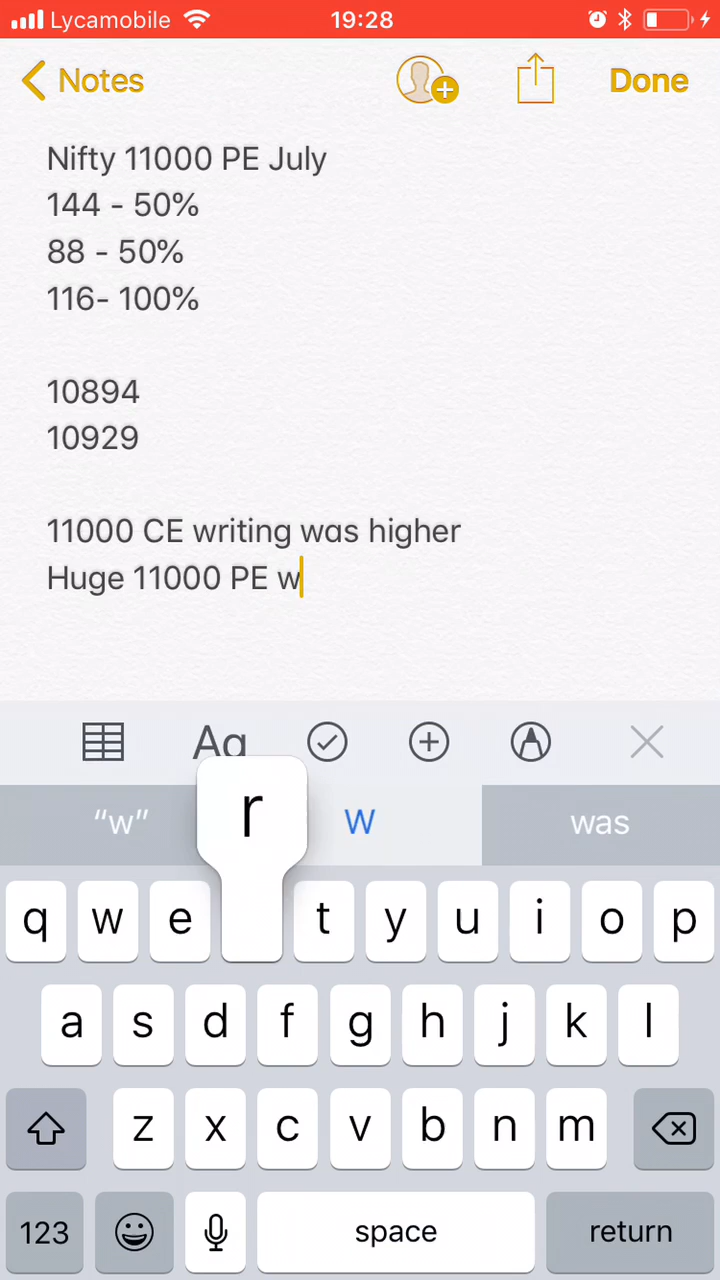 Lycamobile 19:28
Notes Done
Nifty 11000 PE July
144 - 50%
88 - 50%
116- 100%
10894
10929
11000 CE writing was higher
Huge 11000 PE w
Aa
r
“w” W was
q w e t y u i o p
a s d f g h j k l
z x c v b n m
123 space return